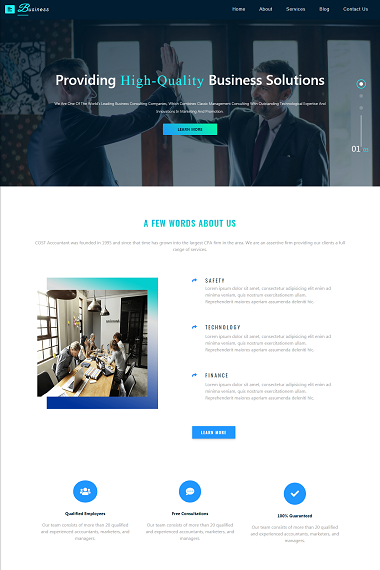 Business
Home About Services Blog Contact Us
Providing High-Quality Business Solutions
We Are One Of The World's Leading Business Consulting Companies, Which Combines Classic Management Consulting With Outstanding Technological Expertise And
Innovations In Marketing And Promotion.
LEARN MORE
01 03
A FEW WORDS ABOUT US
COST Accountant was founded in 1991 and since that time has grown into the largest CPA firm in the area. We are an assertive firm providing our clients a full
range of services.
SAFETY
Lorem ipsum dolor sit amet, consectetur adipisicing elit enim ad
minima veniam, quis nostrum exercitationem ullam.
Reprehenderit maiores aperiam assumenda deleniti hic.
TECHNOLOGY
Lorem ipsum dolor sit amet, consectetur adipisicing elit enim ad
minima veniam, quis nostrum exercitationem ullam.
Reprehenderit maiores aperiam assumenda deleniti hic.
FINANCE
Lorem ipsum dolor sit amet, consectetur adipisicing elit enim ad
minima veniam, quis nostrum exercitationem ullam.
Reprehenderit maiores aperiam assumenda deleniti hic.
LEARN MORE
Qualified Employees
Our team consists of more than 20 qualified
and experienced accountants, marketers, and
managers.
Free Consultations
Our team consists of more than 20 qualified
and experienced accountants, marketers, and
managers.
100% Guaranteed
Our team consists of more than 20 qualified
and experienced accountants, marketers, and
managers.